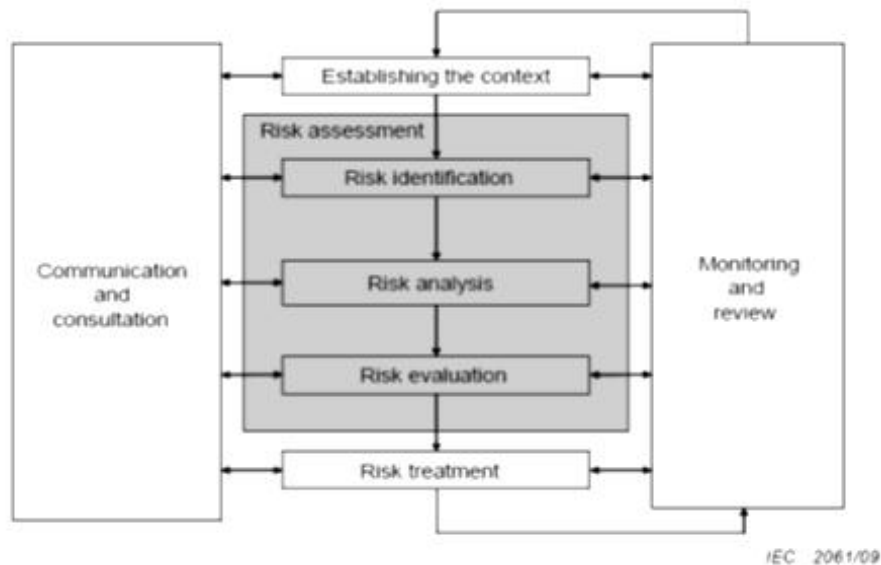 Establishing the context
Risk assessment
Risk identification
Risk analysis
Risk evaluation
Risk treatment
Communication
and
consultation
Monitoring
and
review
IEC 2061/09